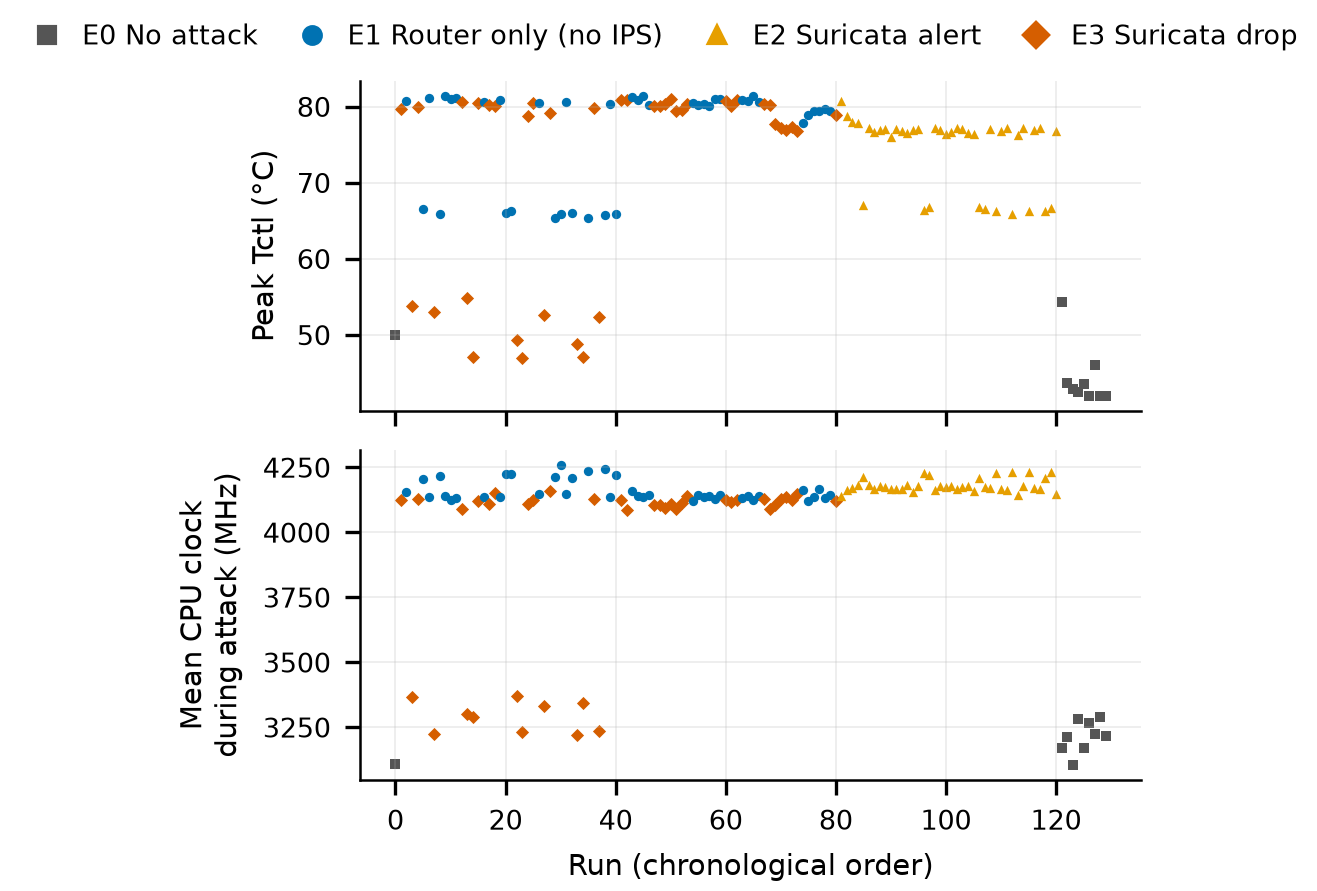 E0 No attack E1 Router only (no IPS) E2 Suricata alert E3 Suricata drop
80
70
60
50
Peak Tctl (°C)
4250
4000
3750
3500
3250
Mean CPU clock
during attack (MHz)
0 20 40 60 80 100 120
Run (chronological order)